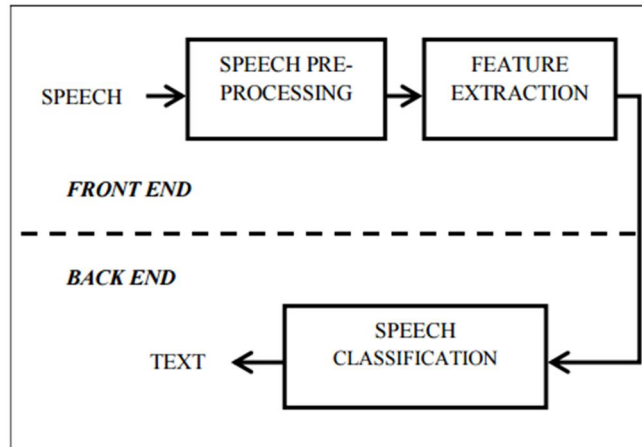 SPEECH PRE-
PROCESSING
FEATURE
EXTRACTION
SPEECH
FRONT END
BACK END
SPEECH
CLASSIFICATION
TEXT